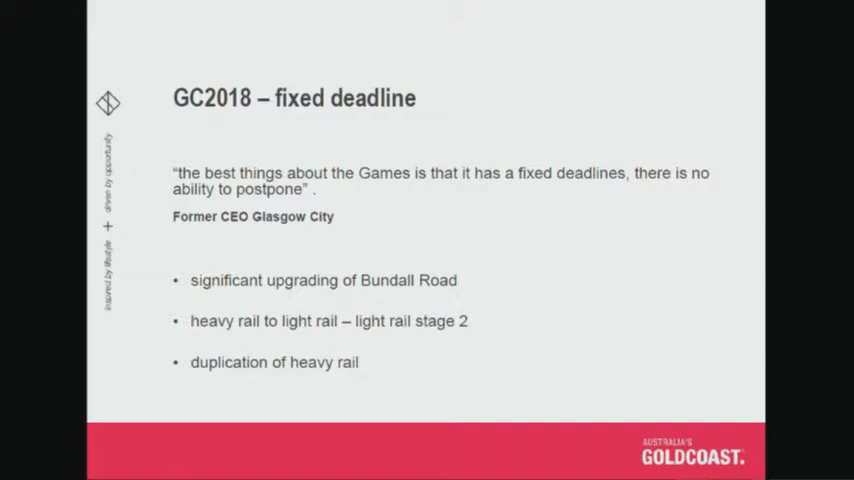 GC2018 – fixed deadline
“the best things about the Games is that it has a fixed deadlines, there is no
ability to postpone” .
Former CEO Glasgow City
• significant upgrading of Bundall Road
• heavy rail to light rail – light rail stage 2
• duplication of heavy rail
inspired by lifestyle + driven by opportunity
AUSTRALIA'S
GOLDCOAST.